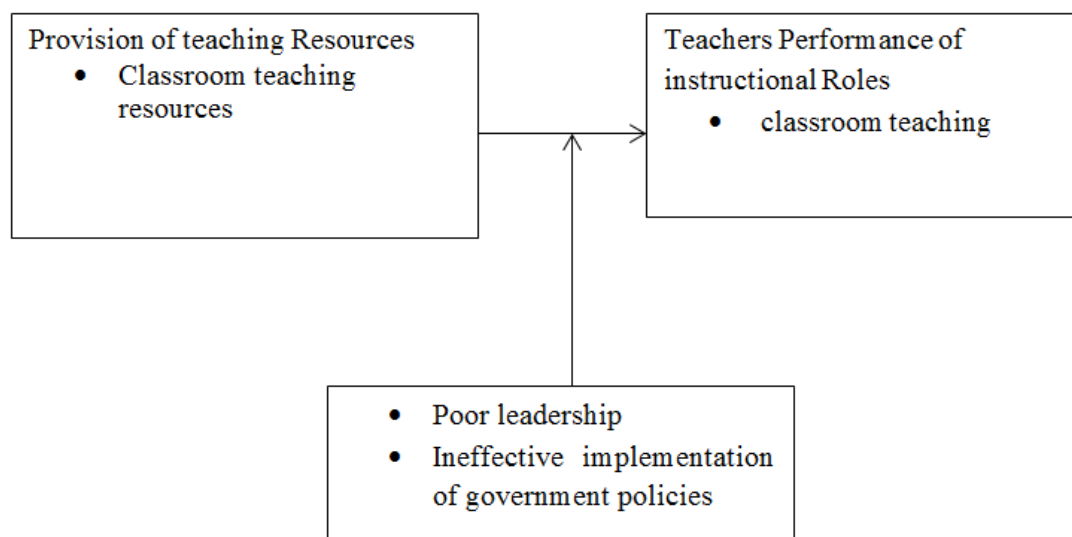 Provision of teaching Resources
• Classroom teaching
resources
Teachers Performance of
instructional Roles
• classroom teaching
• Poor leadership
• Ineffective implementation
of government policies